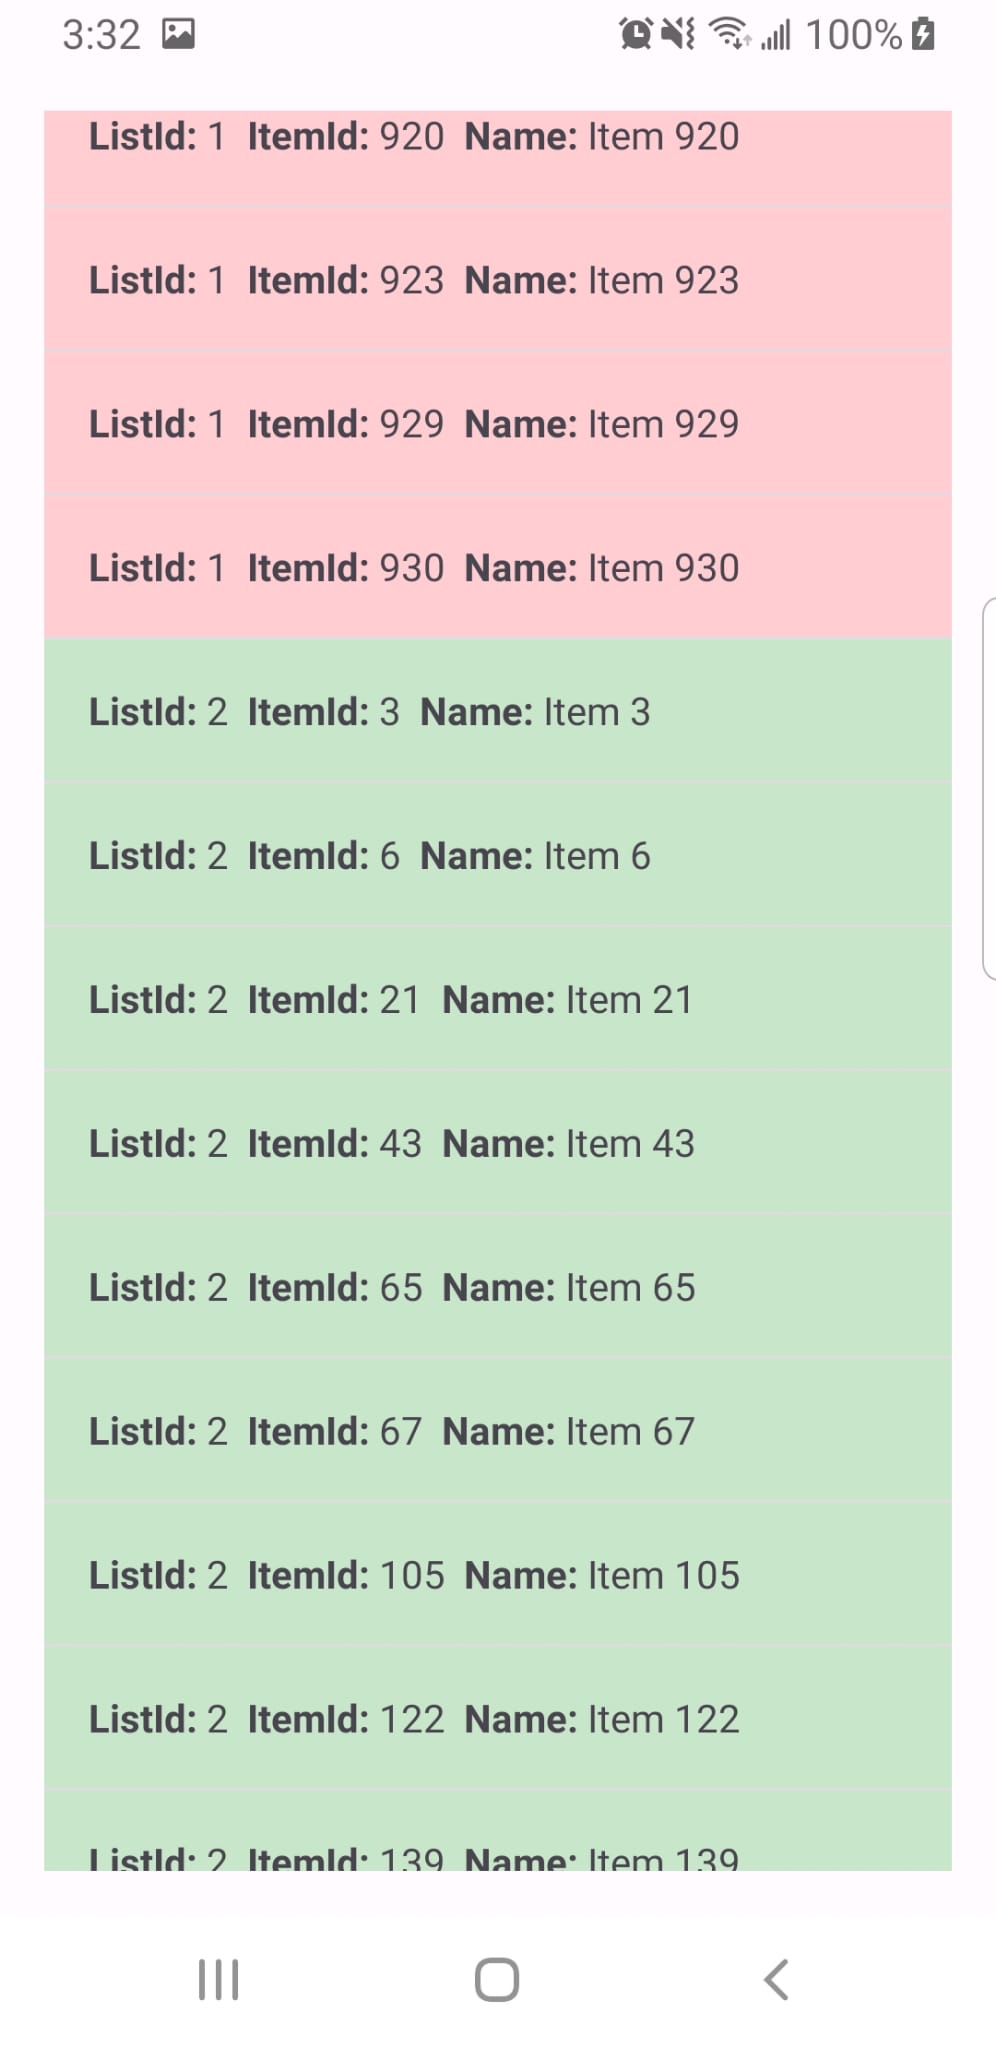 3:32 100%
ListId: 1 ItemId: 920 Name: Item 920
ListId: 1 ItemId: 923 Name: Item 923
ListId: 1 ItemId: 929 Name: Item 929
ListId: 1 ItemId: 930 Name: Item 930
ListId: 2 ItemId: 3 Name: Item 3
ListId: 2 ItemId: 6 Name: Item 6
ListId: 2 ItemId: 21 Name: Item 21
ListId: 2 ItemId: 43 Name: Item 43
ListId: 2 ItemId: 65 Name: Item 65
ListId: 2 ItemId: 67 Name: Item 67
ListId: 2 ItemId: 105 Name: Item 105
ListId: 2 ItemId: 122 Name: Item 122
ListId: 2 ItemId: 139 Name: Item 139